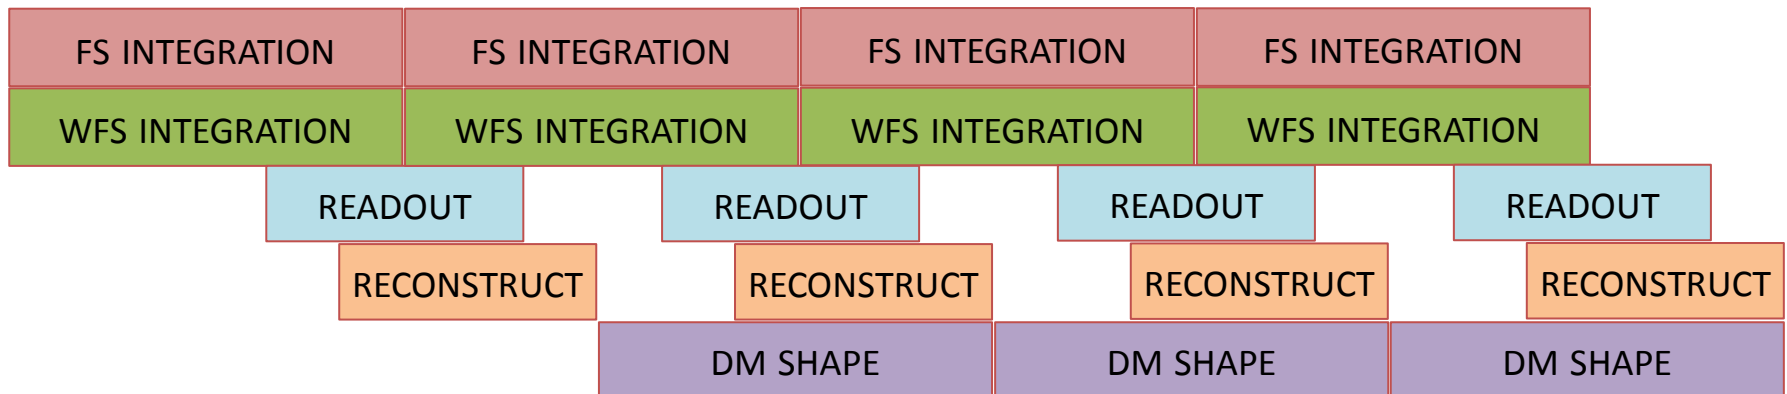 FS INTEGRATION FS INTEGRATION FS INTEGRATION FS INTEGRATION
WFS INTEGRATION WFS INTEGRATION WFS INTEGRATION WFS INTEGRATION
READOUT READOUT READOUT READOUT
RECONSTRUCT RECONSTRUCT RECONSTRUCT RECONSTRUCT
DM SHAPE DM SHAPE DM SHAPE